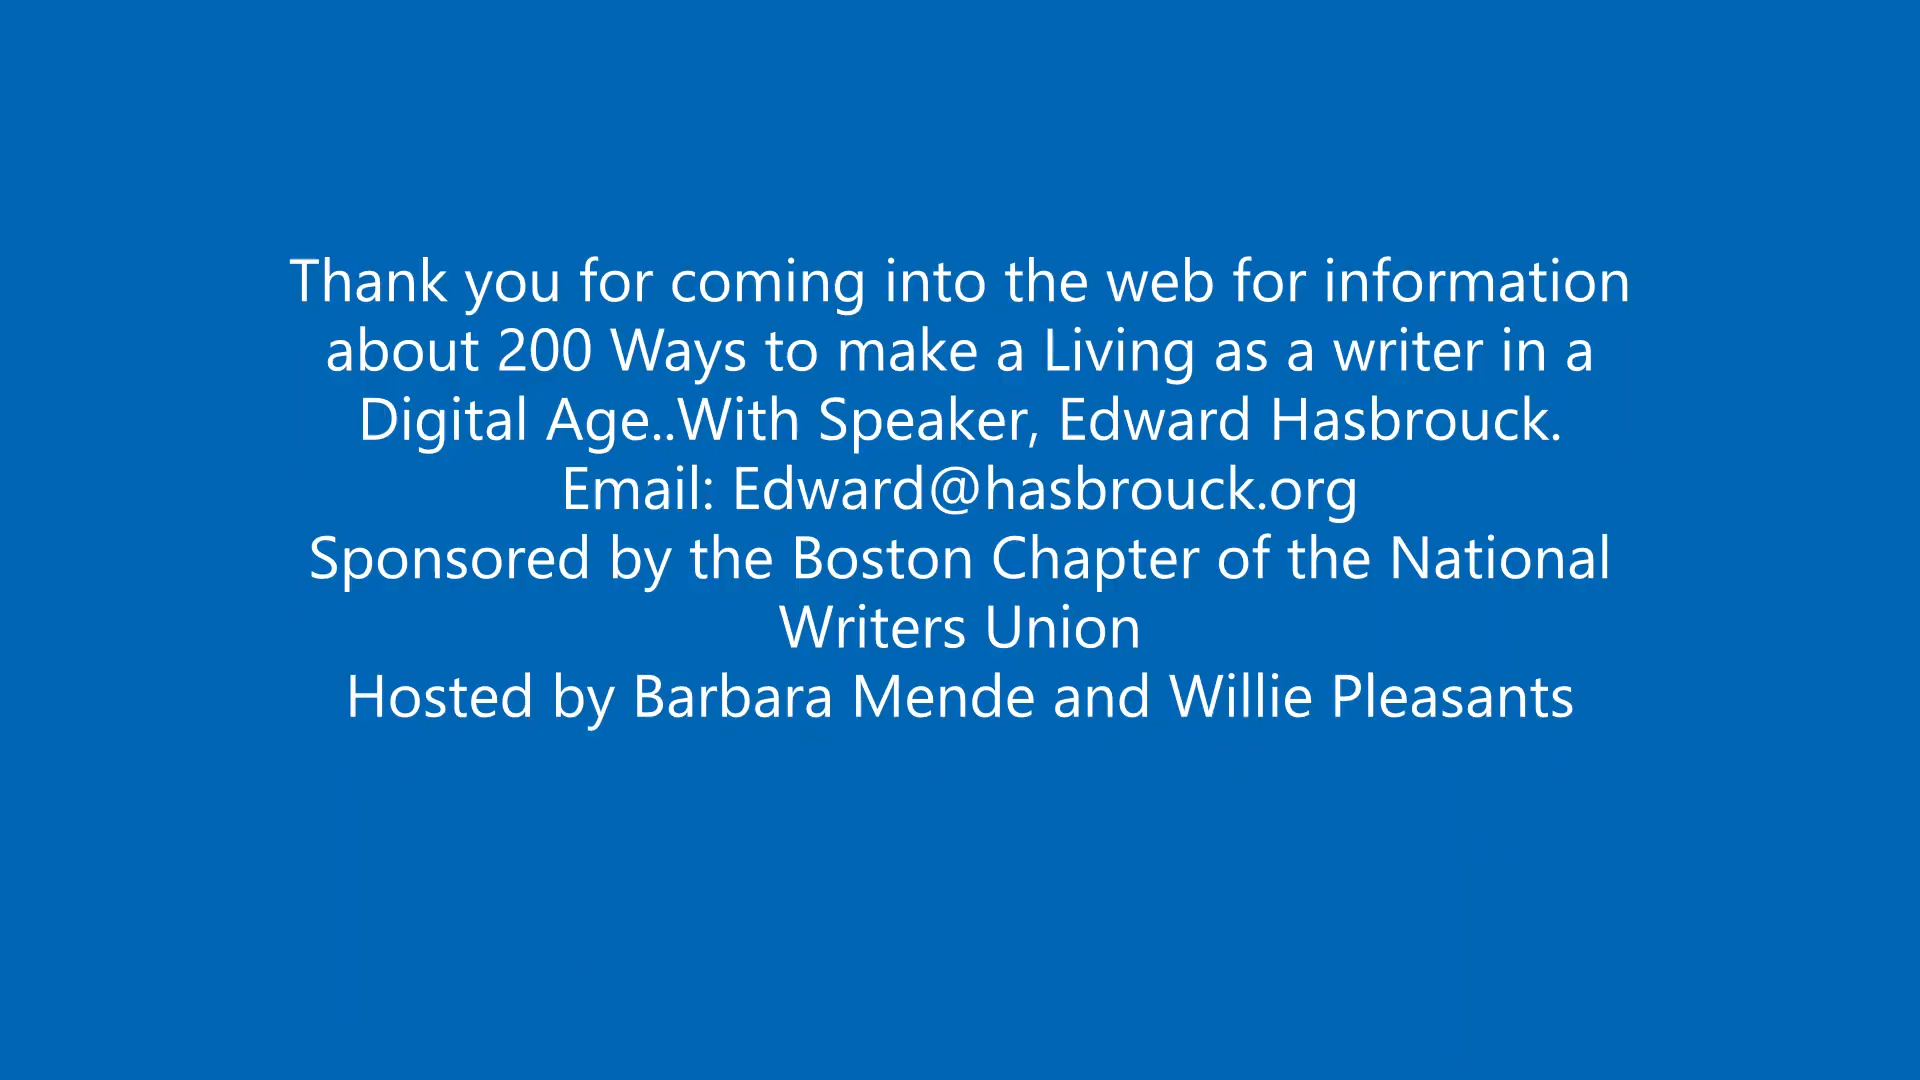 Thank you for coming into the web for information
about 200 Ways to make a Living as a writer in a
Digital Age..With Speaker, Edward Hasbrouck.
Email: Edward@hasbrouck.org
Sponsored by the Boston Chapter of the National
Writers Union
Hosted by Barbara Mende and Willie Pleasants